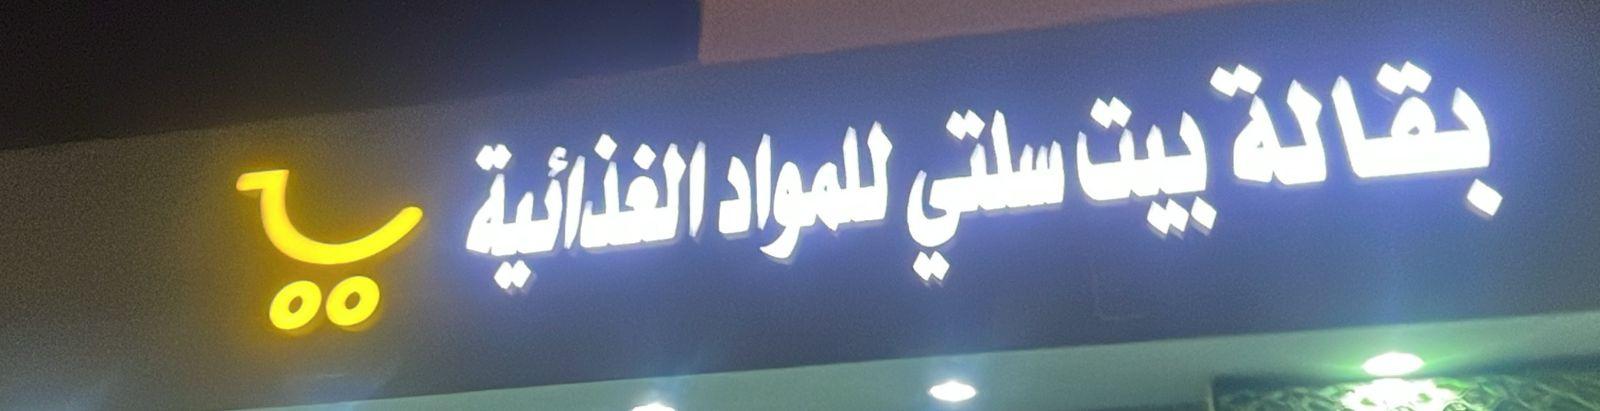 بقالة بيت سلتي للمواد الغذائية